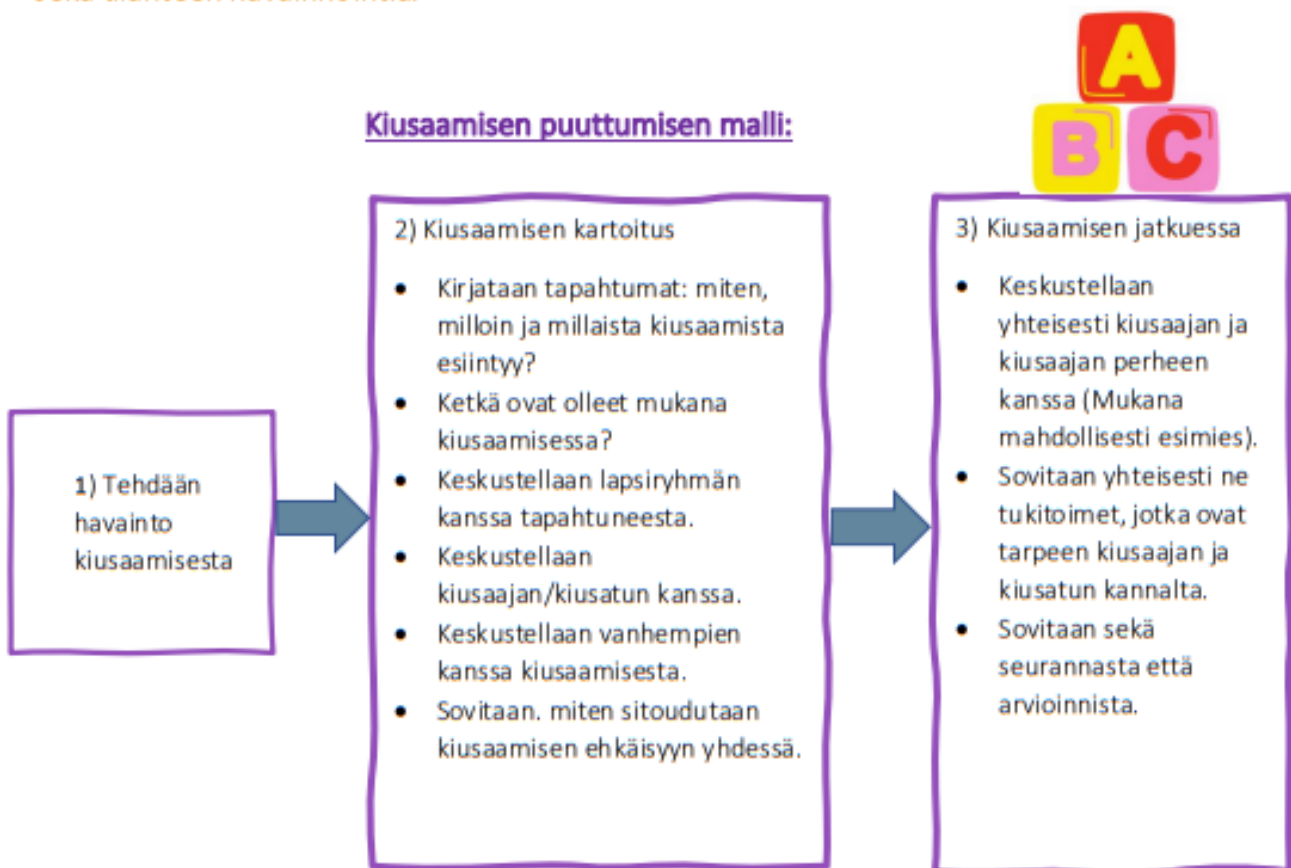 Kiusaamisen puuttumisen malli:
A
B C
1) Tehdään
havainto
kiusaamisesta
2) Kiusaamisen kartoitus
• Kirjataan tapahtumat: miten,
milloin ja millaista kiusaamista
esiintyy?
• Ketkä ovat olleet mukana
kiusaamisessa?
• Keskustellaan lapsiryhmän
kanssa tapahtuneesta.
• Keskustellaan
kiusaajan/kiusatun kanssa.
• Keskustellaan vanhempien
kanssa kiusaamisesta.
• Sovitaan. miten sitoudutaan
kiusaamisen ehkäisyyn yhdessä.
3) Kiusaamisen jatkuessa
• Keskustellaan
yhteisesti kiusaajan ja
kiusaajan perheen
kanssa (Mukana
mahdollisesti esimies).
• Sovitaan yhteisesti ne
tukitoimet, jotka ovat
tarpeen kiusaajan ja
kiusatun kannalta.
• Sovitaan sekä
seurannasta että
arvioinnista.